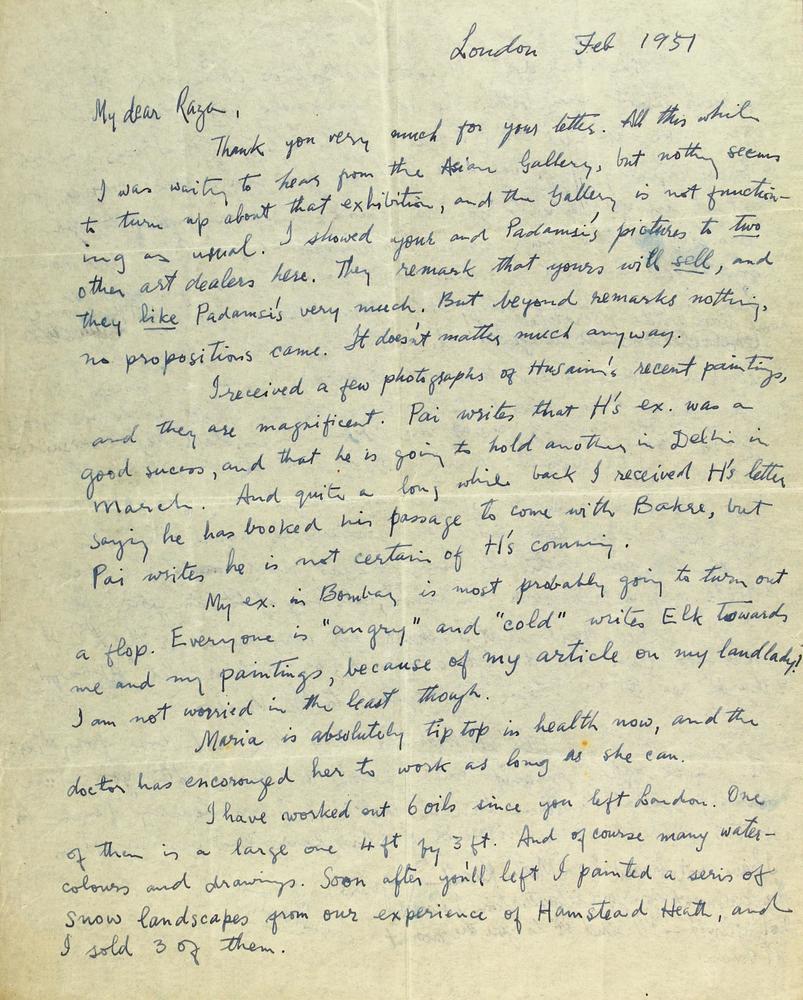 London Feb 1951
My dear Raza,
Thank you very much for your letter. All this while
I was waiting to hear from the Asian Gallery, but nothing seems
to turn up about that exhibition, and the Gallery is not function-
ing as usual. I showed your and Padamsi's pictures to two
other art dealers here. They remark that yours will sell, and
they like Padamsi's very much. But beyond remarks nothing,
no propositions came. It does'nt matter much anyway.
I received a few photographs of Husain's recent paintings,
and they are magnificent. Pai writes that H's ex. was a
good sucess, and that he is going to hold another in Delhi in
March. And quite a long while back I received H's letter
saying he has booked his passage to come with Bakre, but
Pai writes he is not certain of H's comming.
My ex. in Bombay is most probably going to turn out
a flop. Everyone is "angry" and "cold" writes Elk towards
me and my paintings, because of my article on my landlady!
I am not worried in the least though.
Maria is absolutely tip top in health now, and the
doctor has encoronged her to work as long as she can.
I have worked out 6 oils since you left London. One
of them is a large one 4 ft by 3 ft. And of course many water-
colours and drawings. Soon after you'll left I painted a seris of
snow landscapes from our experience of Hamstead Heath, and
I sold 3 of them.